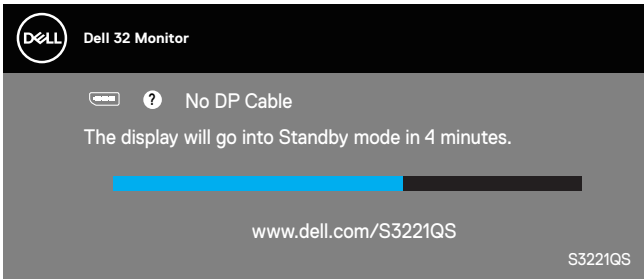 DELL
Dell 32 Monitor
? No DP Cable
The display will go into Standby mode in 4 minutes.
www.dell.com/S3221QS
S3221QS